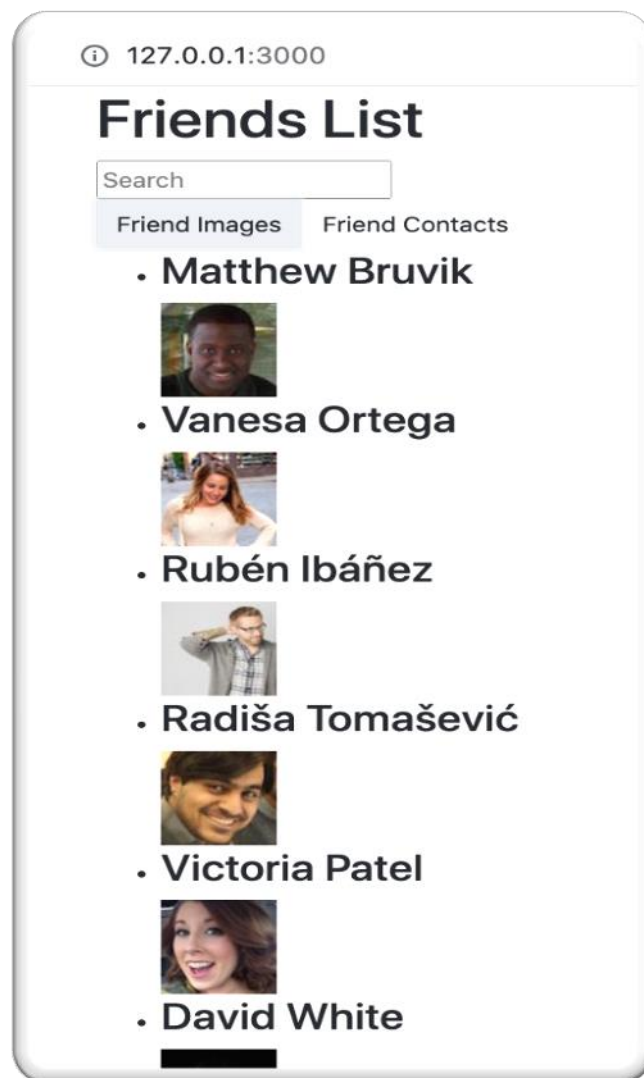 127.0.0.1:3000
Friends List
Search
Friend Images Friend Contacts
Matthew Bruvik
Vanesa Ortega
Rubén Ibáñez
Radiša Tomašević
Victoria Patel
David White